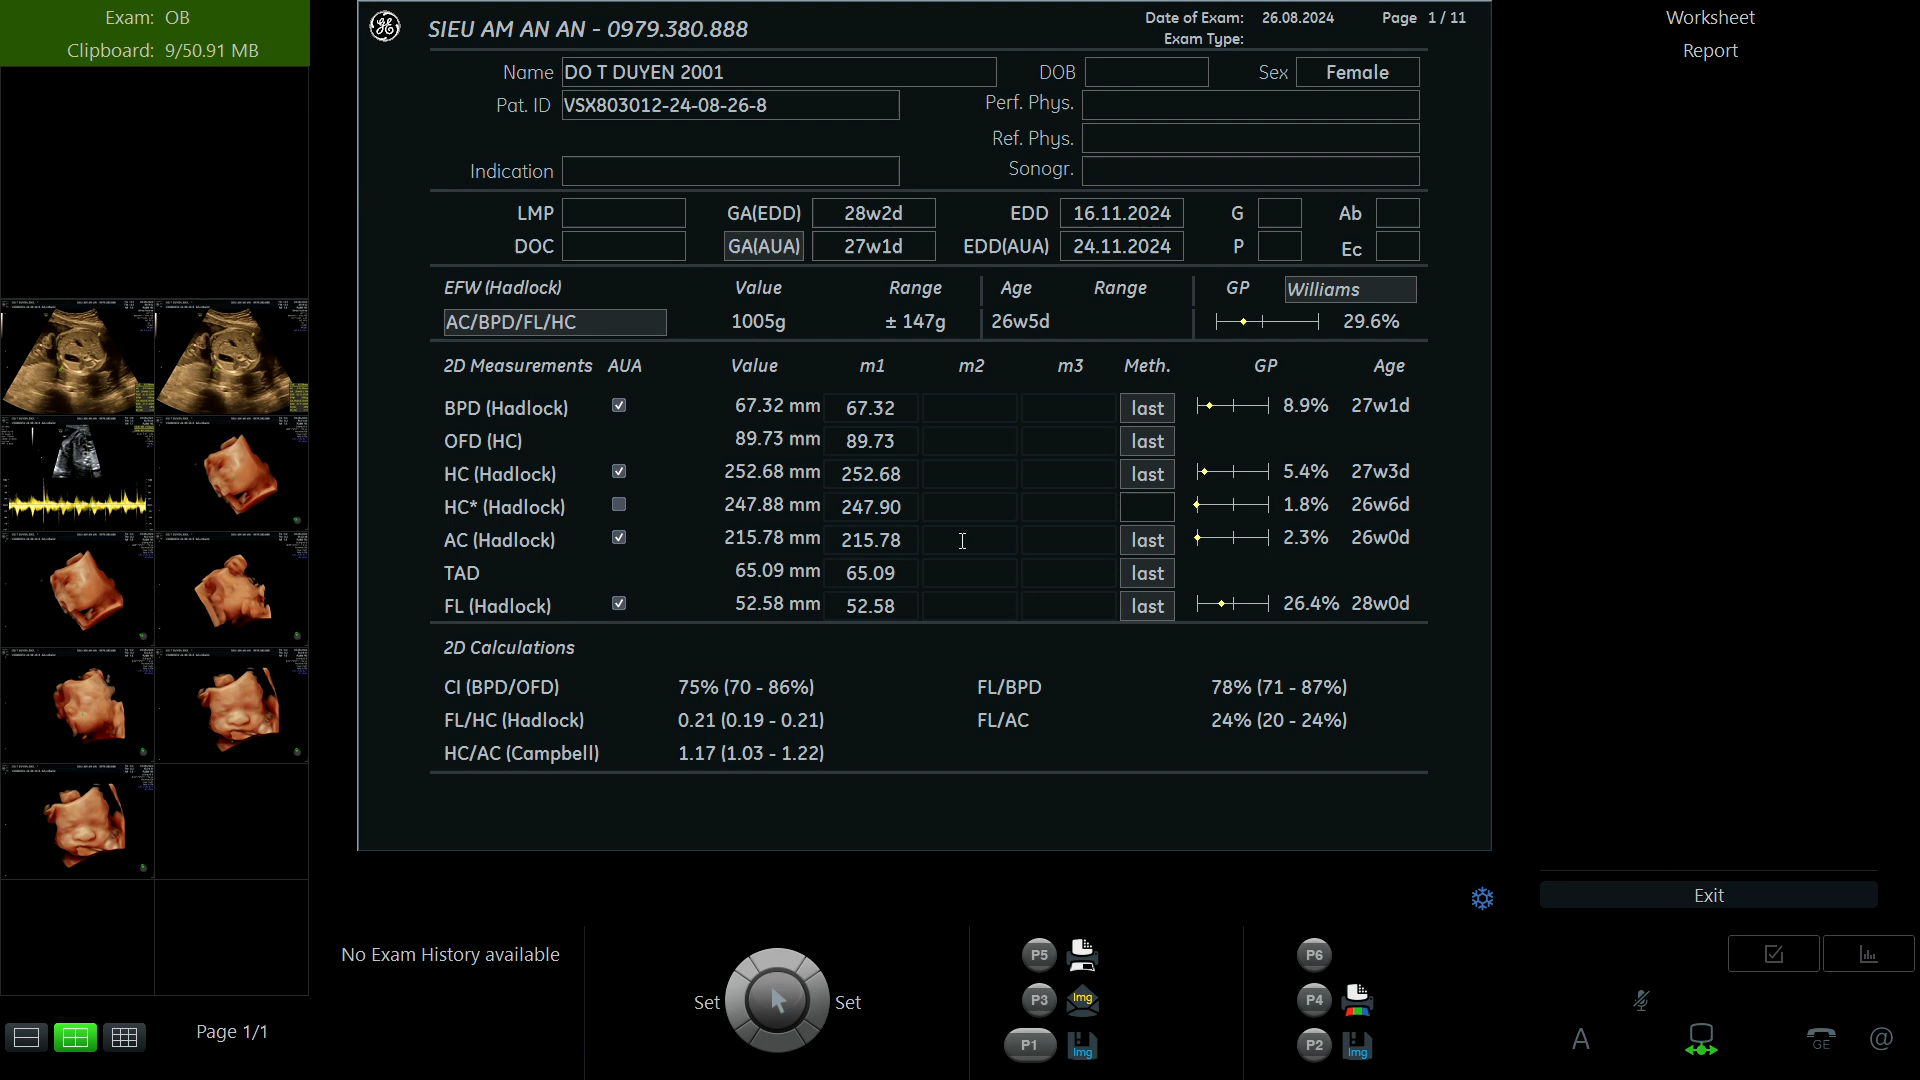 Exam: OB
Clipboard: 9/50.91 MB
SIEU AM AN AN - 0979.380.888
Date of Exam: 26.08.2024 Page 1 / 11
Exam Type:
Name DO T DUYEN 2001 DOB Sex Female
Pat. ID VSX803012-24-08-26-8 Perf. Phys.
Ref. Phys.
Indication Sonogr.
LMP GA(EDD) 28w2d EDD 16.11.2024 G Ab
DOC GA(AUA) 27w1d EDD(AUA) 24.11.2024 P Ec
EFW (Hadlock) Value Range Age Range GP Williams
AC/BPD/FL/HC 1005g ± 147g 26w5d 29.6%
2D Measurements AUA Value m1 m2 m3 Meth. GP Age
BPD (Hadlock) 67.32 mm 67.32 last 8.9% 27w1d
OFD (HC) 89.73 mm 89.73 last
HC (Hadlock) 252.68 mm 252.68 last 5.4% 27w3d
HC* (Hadlock) 247.88 mm 247.90 1.8% 26w6d
AC (Hadlock) 215.78 mm 215.78 last 2.3% 26w0d
TAD 65.09 mm 65.09 last
FL (Hadlock) 52.58 mm 52.58 last 26.4% 28w0d
2D Calculations
CI (BPD/OFD) 75% (70 - 86%) FL/BPD 78% (71 - 87%)
FL/HC (Hadlock) 0.21 (0.19 - 0.21) FL/AC 24% (20 - 24%)
HC/AC (Campbell) 1.17 (1.03 - 1.22)
Worksheet
Report
Exit
No Exam History available
Set Set
P5
P3 Img
P1 Img
P6
P4
P2 Img
A GE @
Page 1/1